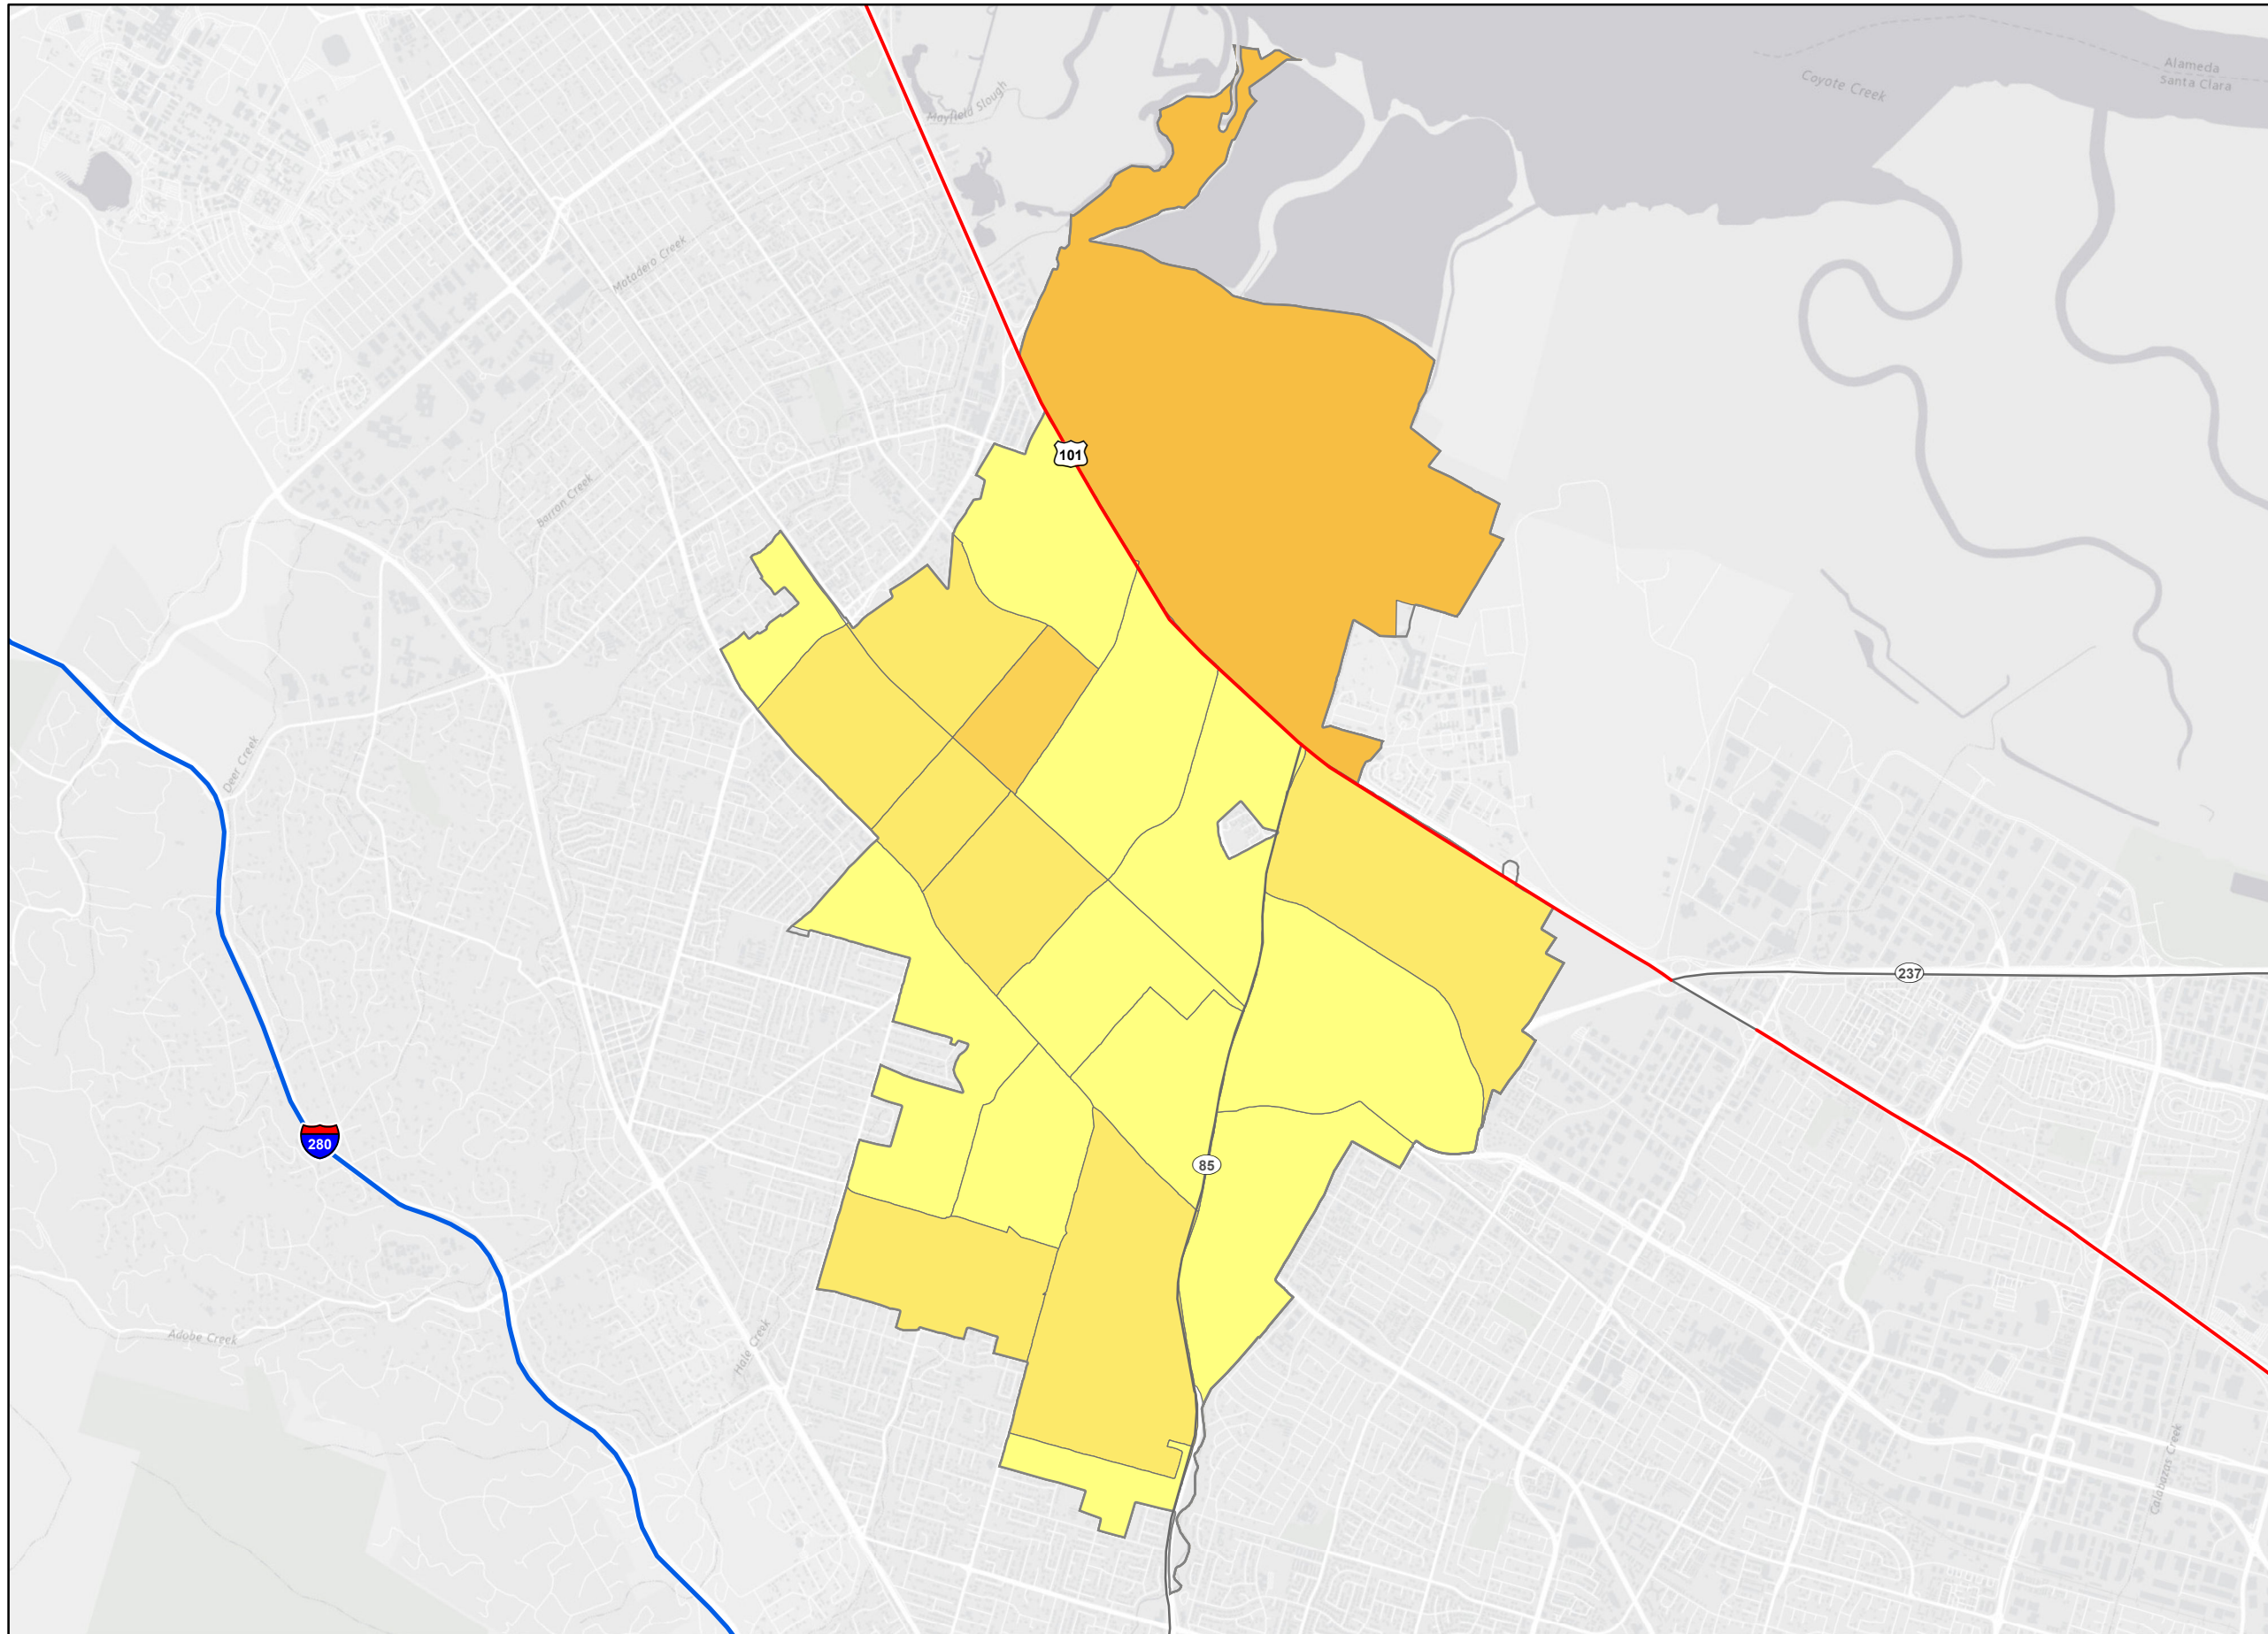 Alameda
Santa Clara
Coyote Creek
Mayfield Slough
Matadero Creek
101
Barron Creek
Deer Creek
237
280
85
Adobe Creek
Hale Creek
Calabazas Creek